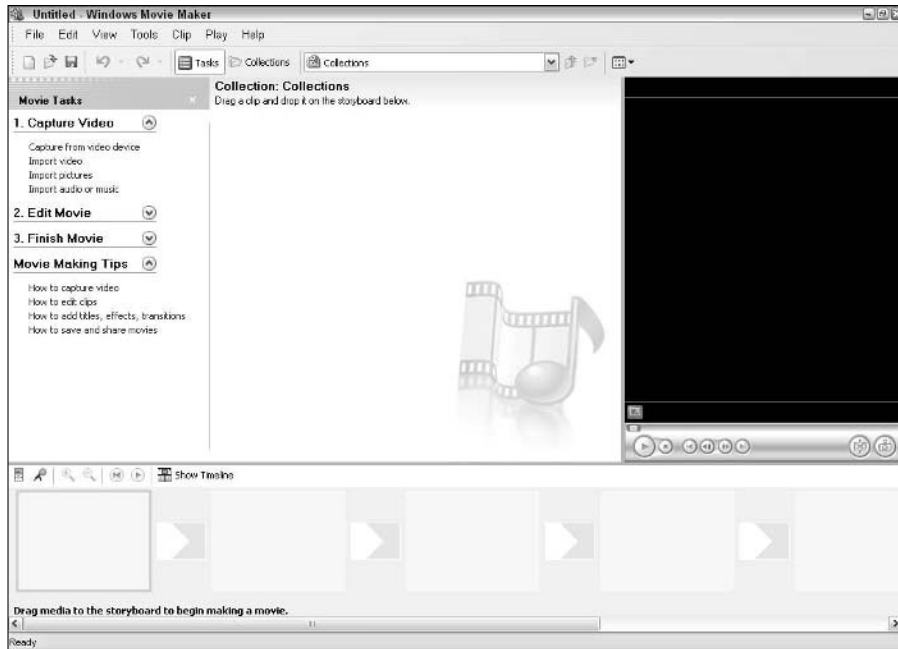 Untitled - Windows Movie Maker
File Edit View Tools Clip Play Help
Tasks Collections Collections
Movie Tasks
Collection: Collections
Drag a clip and drop it on the storyboard below.
1. Capture Video
Capture from video device
Import video
Import pictures
Import audio or music
2. Edit Movie
3. Finish Movie
Movie Making Tips
How to capture video
How to edit clips
How to add titles, effects, transitions
How to save and share movies
Show Timeline
Drag media to the storyboard to begin making a movie.
Ready